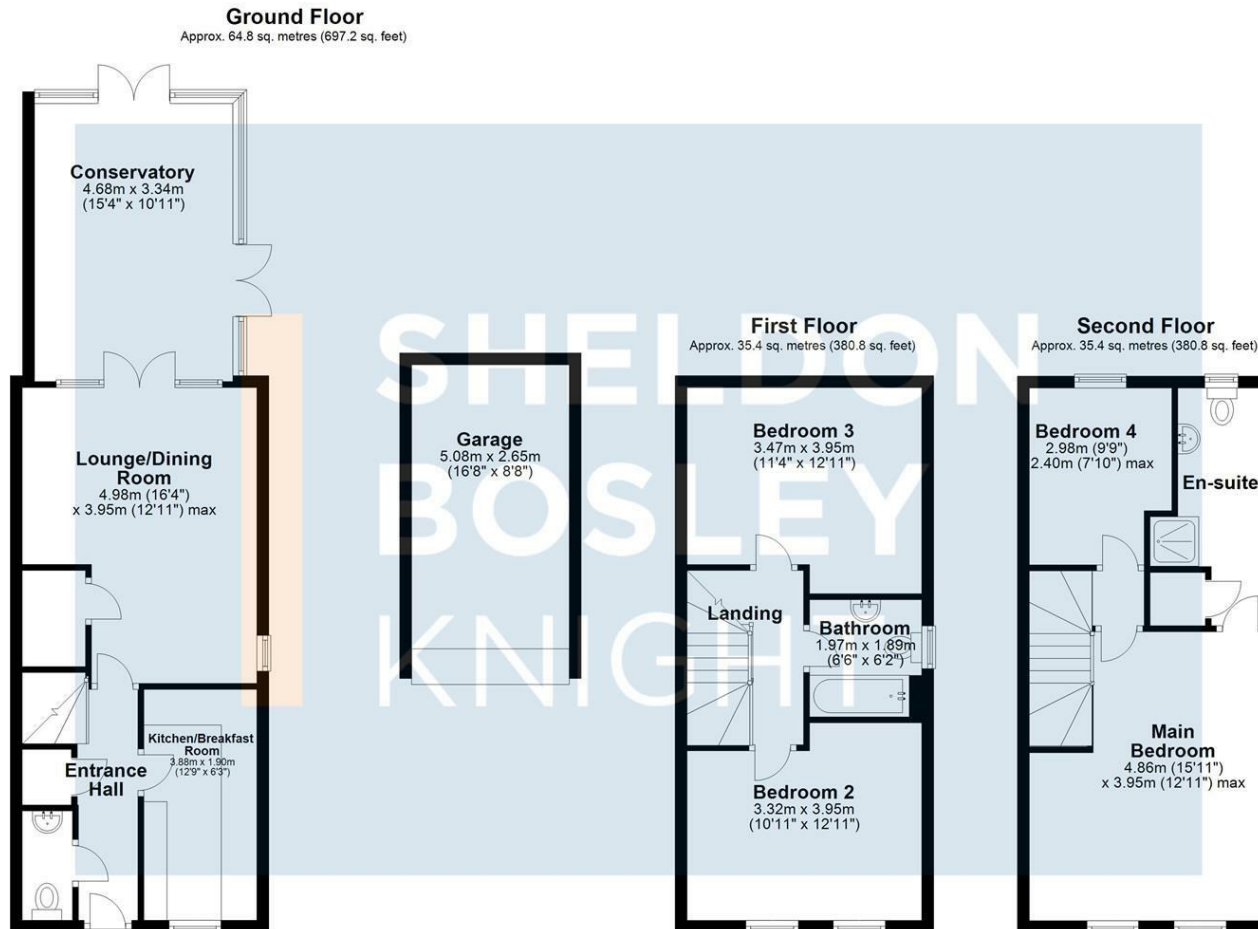 Ground Floor
Approx. 64.8 sq. metres (697.2 sq. feet)
Conservatory
4.68m x 3.34m
(15'4" x 10'11")
Lounge/Dining
Room
4.98m (16'4")
x 3.95m (12'11") max
Kitchen/Breakfast
Room
3.88m x 1.90m
(12'9" x 6'3")
Entrance
Hall
Garage
5.08m x 2.65m
(16'8" x 8'8")
First Floor
Approx. 35.4 sq. metres (380.8 sq. feet)
Bedroom 3
3.47m x 3.95m
(11'4" x 12'11")
Landing
Bathroom
1.97m x 1.89m
(6'6" x 6'2")
Bedroom 2
3.32m x 3.95m
(10'11" x 12'11")
Second Floor
Approx. 35.4 sq. metres (380.8 sq. feet)
Bedroom 4
2.98m (9'9")
2.40m (7'10") max
En-suite
Main
Bedroom
4.86m (15'11")
x 3.95m (12'11") max
SHELDON
BOSLEY
KNIGHT